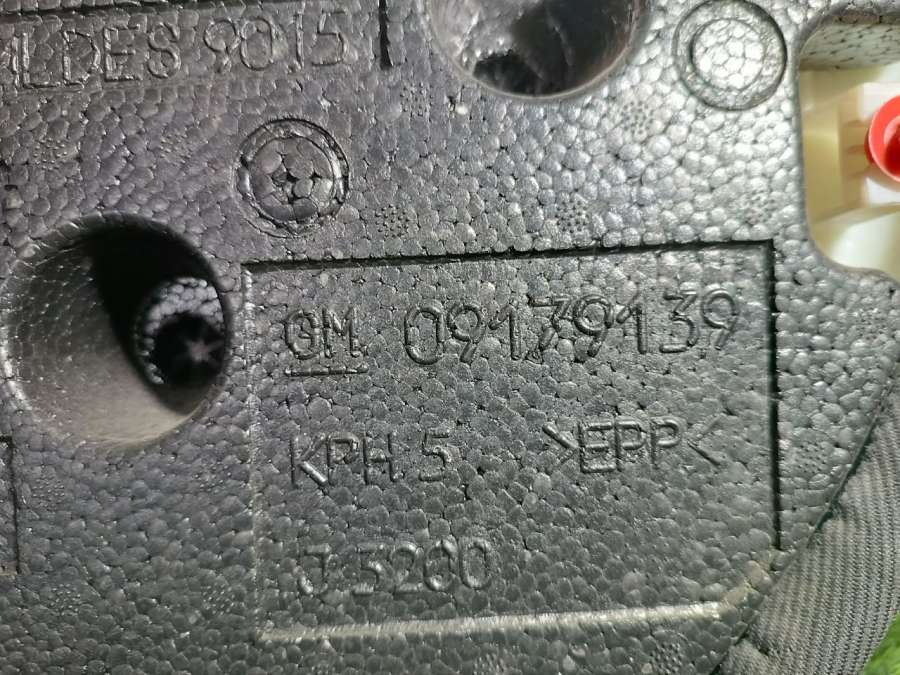 LDES 9015
GM 09179139
KPH 5 >EPP<
J 3200